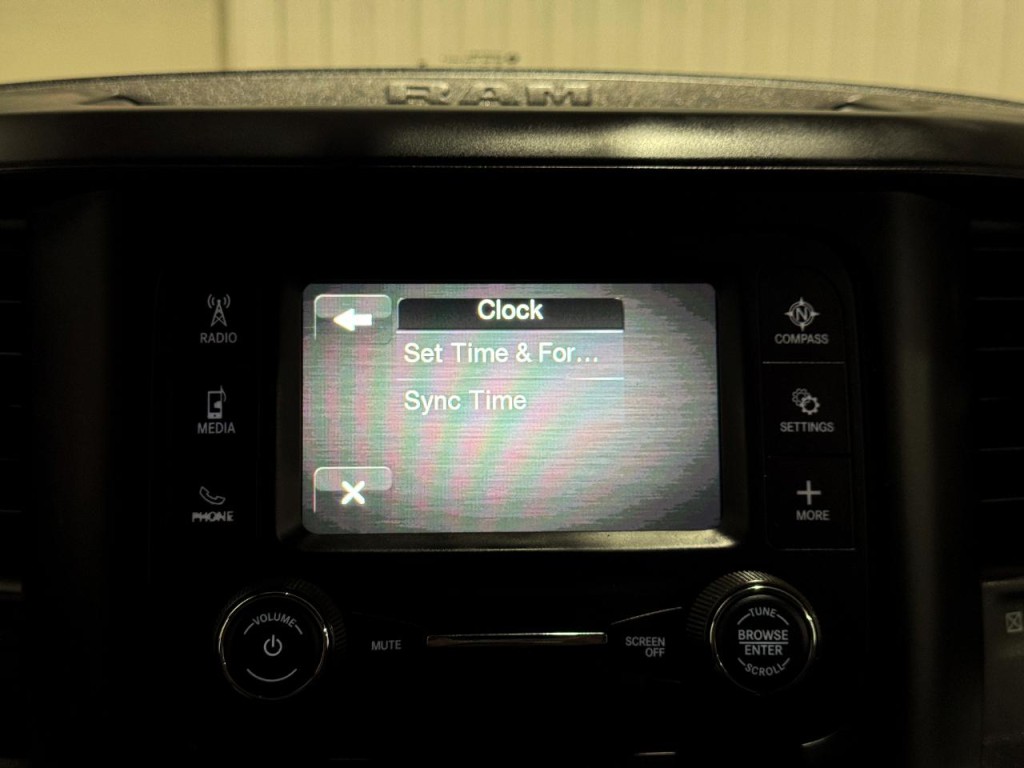 RAM
Clock
Set Time & For...
Sync Time
RADIO
MEDIA
PHONE
N
COMPASS
SETTINGS
MORE
VOLUME
MUTE
SCREEN
OFF
TUNE
BROWSE
ENTER
SCROLL